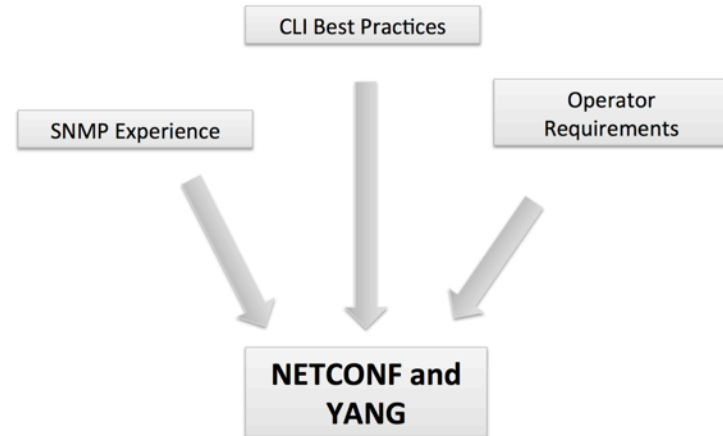 CLI Best Practices
SNMP Experience
Operator
Requirements
NETCONF and
YANG